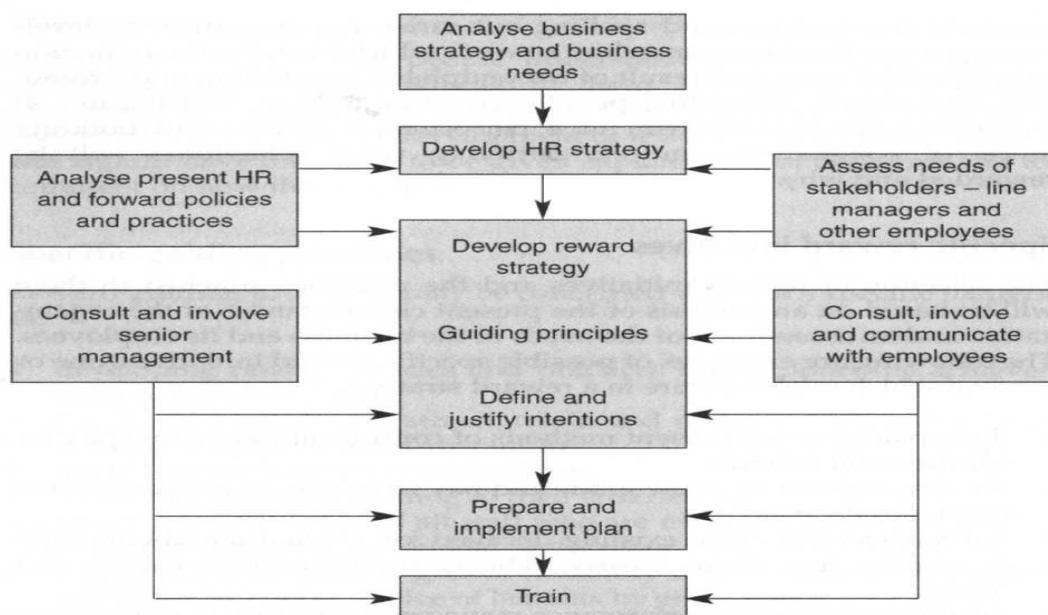 Analyse business
strategy and business
needs
Develop HR strategy
Analyse present HR
and forward policies
and practices
Assess needs of
stakeholders – line
managers and
other employees
Develop reward
strategy
Consult and involve
senior
management
Guiding principles
Consult, involve
and communicate
with employees
Define and
justify intentions
Prepare and
implement plan
Train